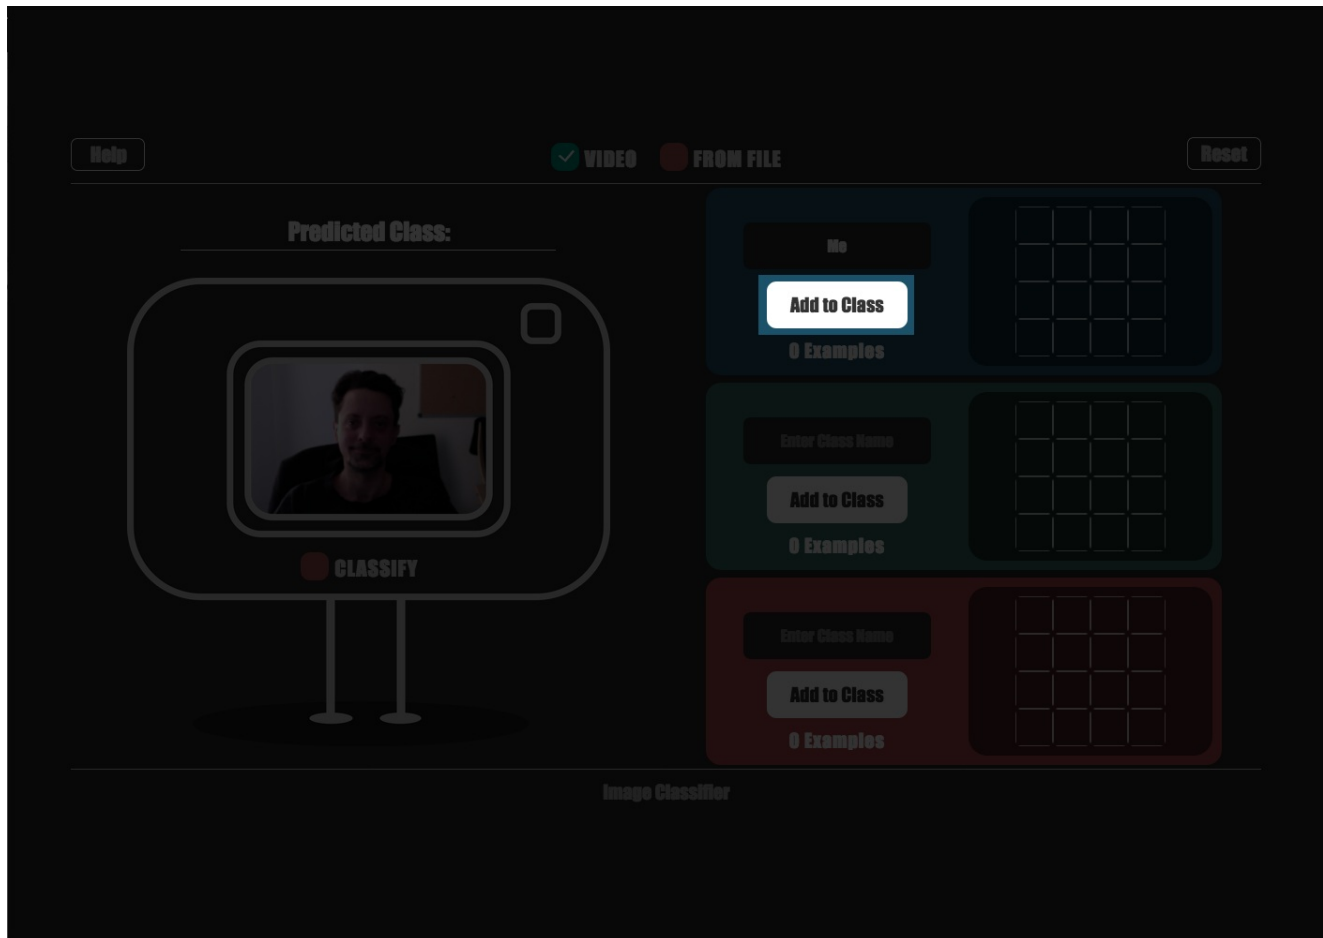 Help
VIDEO
FROM FILE
Reset
Predicted Class:
CLASSIFY
Me
Add to Class
0 Examples
Enter Class Name
Add to Class
0 Examples
Enter Class Name
Add to Class
0 Examples
Image Classifier